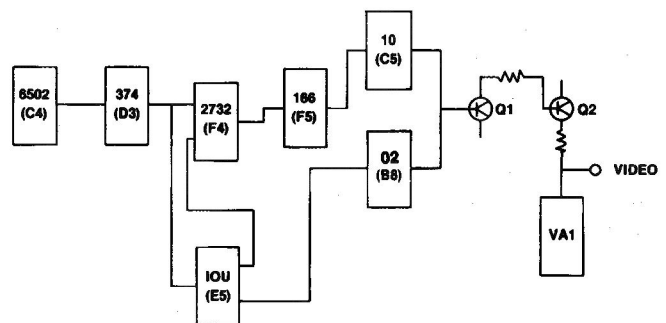 10
(C5)
6502
(C4)
374
(D3)
2732
(F4)
166
(F5)
Q1
Q2
02
(B8)
VIDEO
VA1
IOU
(E5)